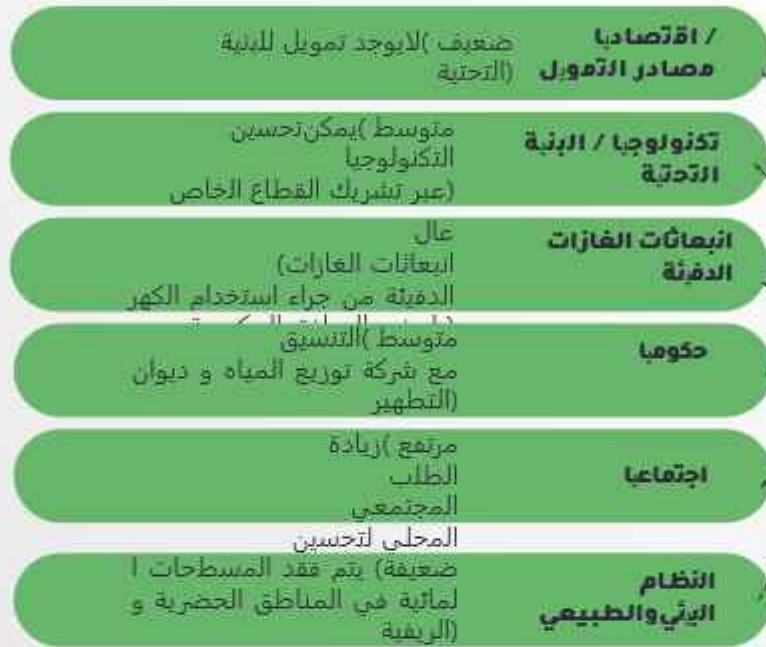 اقتصاديا /
مصادر التمويل
ضعيف )لايوجد تمويل للبنية
التحتية)
تكنولوجيا / البنية
التحتية
متوسط )يمكن تحسين
التكنولوجيا
عبر تشريك القطاع الخاص)
انبعاثات الغازات
الدفيئة
عال
انبعاثات الغازات)
الدفيئة من جراء استخدام الكهر
حكوميا
متوسط )التنسيق
مع شركة توزيع المياه و ديوان
التطهير)
اجتماعيا
مرتفع )زيادة
الطلب
المجتمعي
المحلي لتحسين
النظام
البيئي والطبيعي
ضعيفة) يتم فقد المسطحات ا
لمائية في المناطق الحضرية و
الريفية)